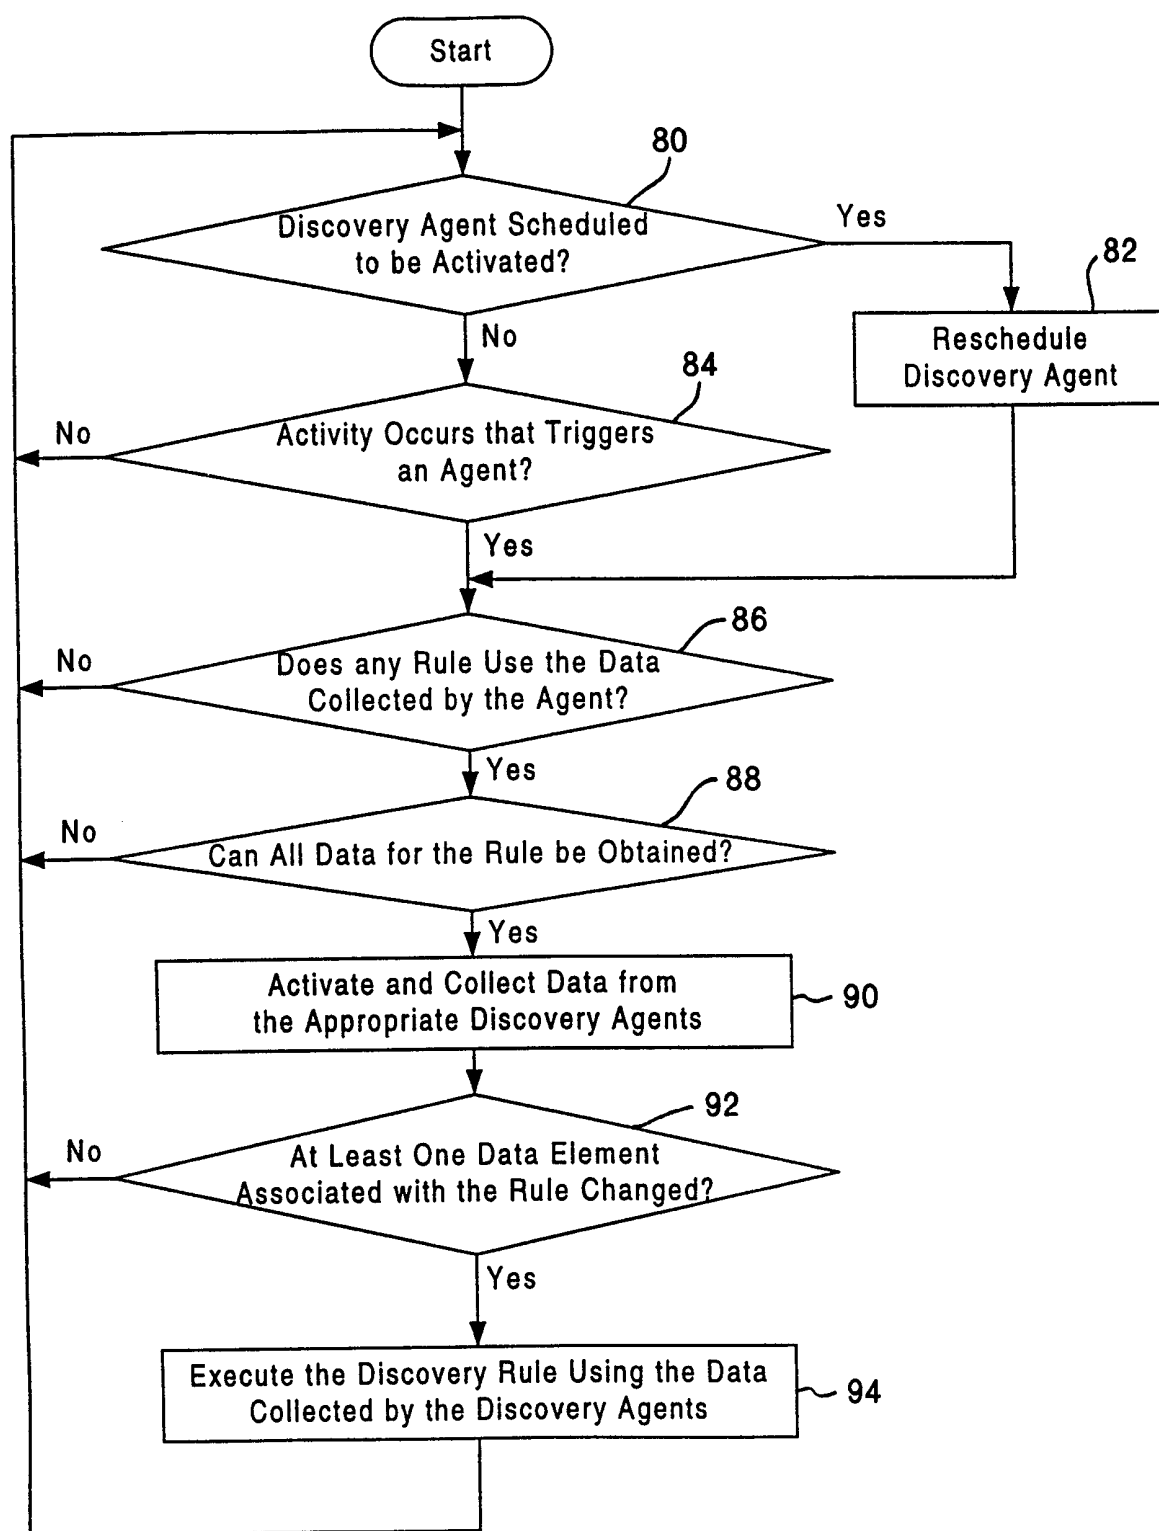 Start
80
Discovery Agent Scheduled
to be Activated?
Yes
82
Reschedule
Discovery Agent
No
84
Activity Occurs that Triggers
an Agent?
No
Yes
86
Does any Rule Use the Data
Collected by the Agent?
No
Yes
88
Can All Data for the Rule be Obtained?
No
Yes
Activate and Collect Data from
the Appropriate Discovery Agents
90
92
At Least One Data Element
Associated with the Rule Changed?
No
Yes
Execute the Discovery Rule Using the Data
Collected by the Discovery Agents
94